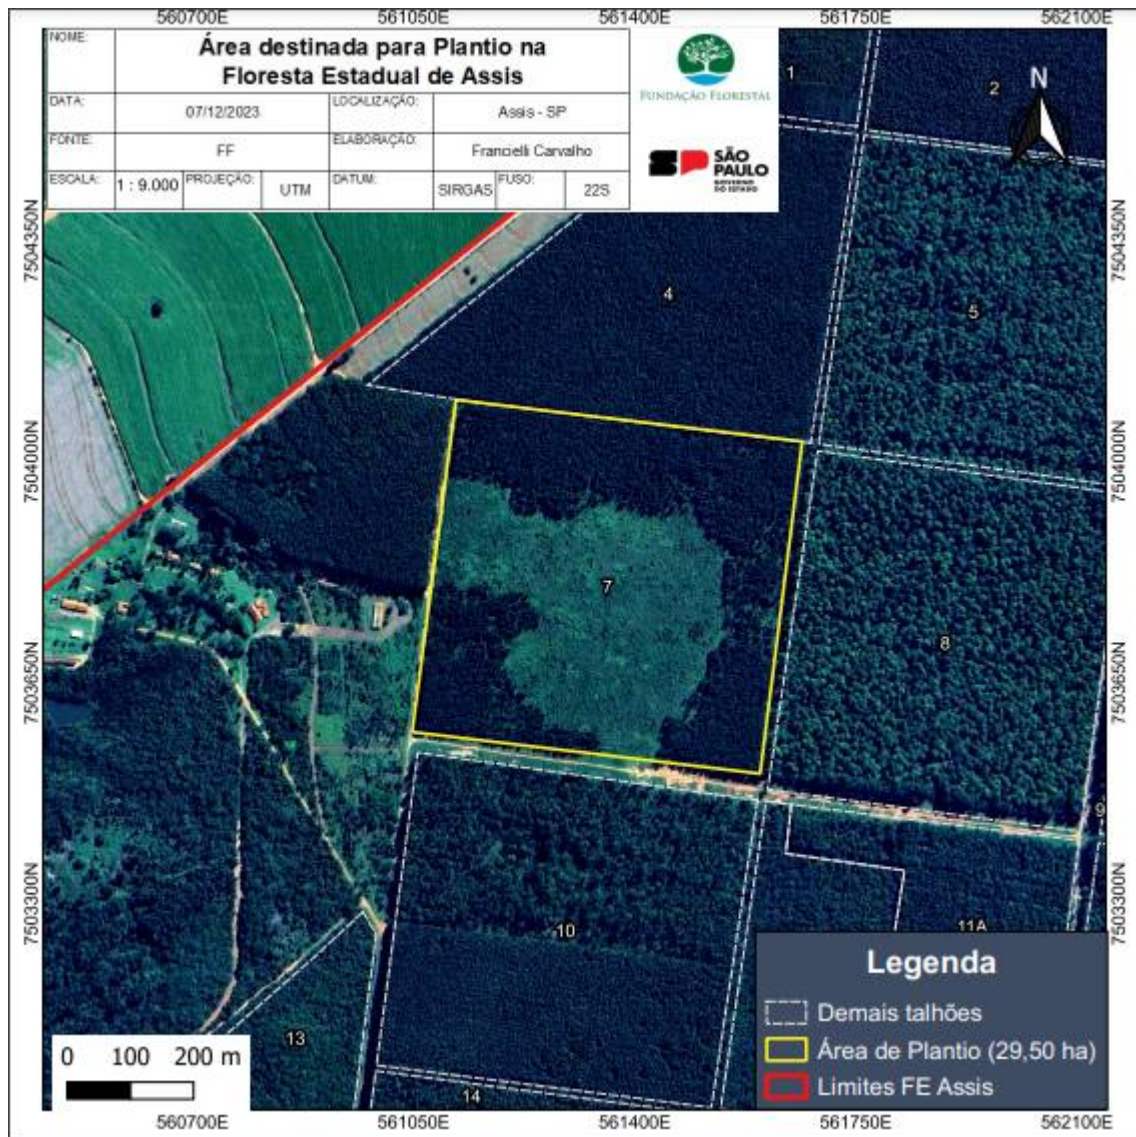 560700E 561050E 561400E 561750E 562100E
NOME:
Área destinada para Plantio na
Floresta Estadual de Assis
DATA:
07/12/2023
LOCALIZAÇÃO:
Assis - SP
FONTE:
FF
ELABORAÇÃO:
Francielli Carvalho
ESCALA:
1 : 9.000
PROJEÇÃO:
UTM
DATUM:
SIRGAS
FUSO:
22S
FUNDAÇÃO FLORESTAL
SP
SÃO
PAULO
GOVERNO
DO ESTADO
N
1
2
7504350N
7504350N
4
5
7504000N
7504000N
7
8
7503650N
7503650N
9
7503300N
7503300N
10
11A
13
14
Legenda
Demais talhões
Área de Plantio (29,50 ha)
Limites FE Assis
0 100 200 m
560700E 561050E 561400E 561750E 562100E